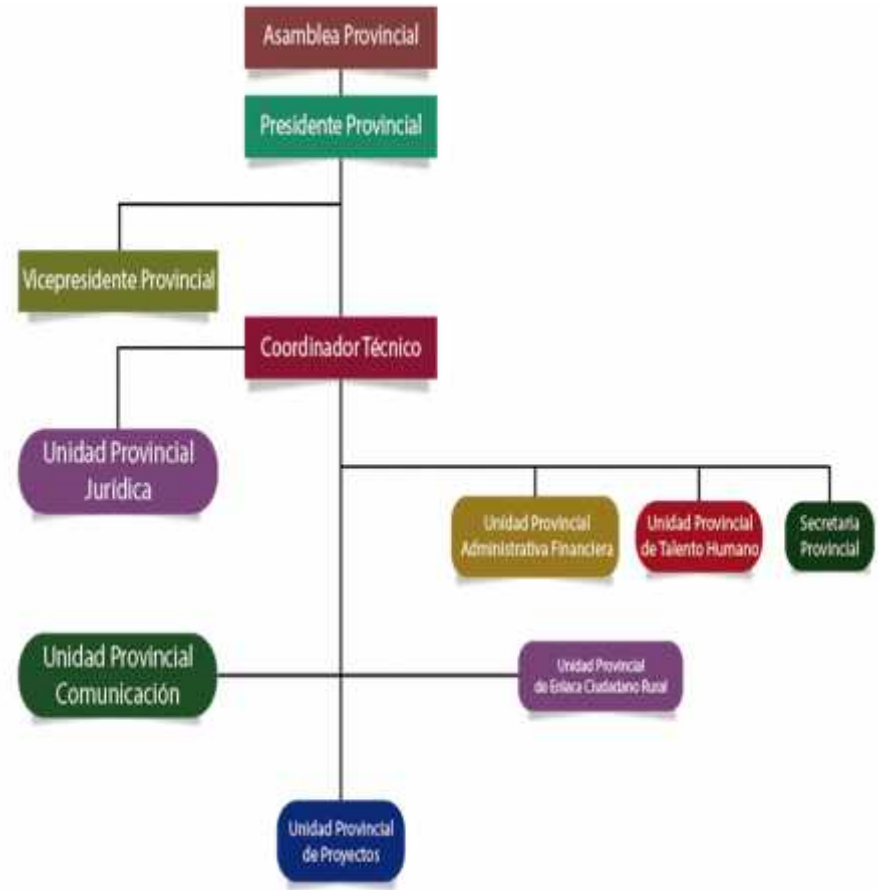 Asamblea Provincial
Presidente Provincial
Vicepresidente Provincial
Coordinador Técnico
Unidad Provincial
Jurídica
Unidad Provincial
Administrativa Financiera
Unidad Provincial
de Talento Humano
Secretaria
Provincial
Unidad Provincial
Comunicación
Unidad Provincial
de Enlaca Ciudadano Rural
Unidad Provincial
de Proyectos